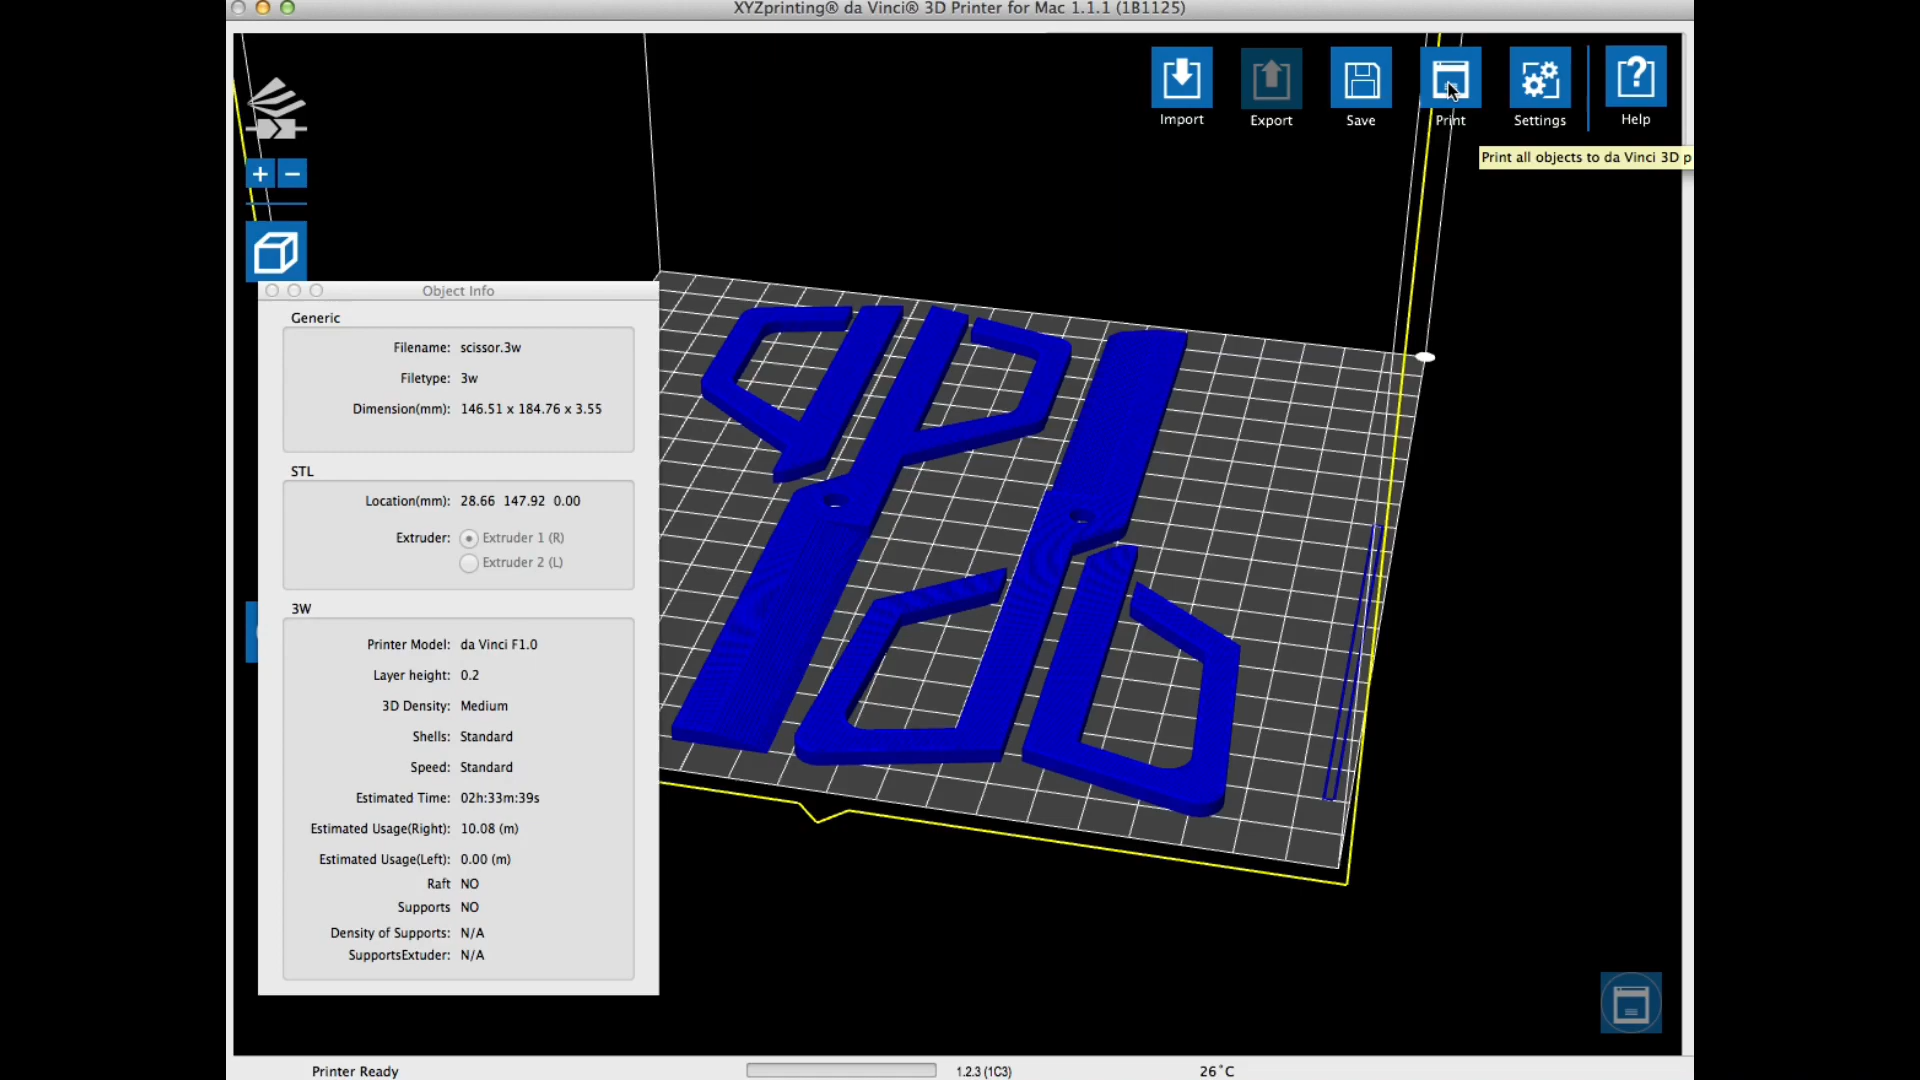 XYZprinting® da Vinci® 3D Printer for Mac 1.1.1 (1B1125)
Import
Export
Save
Print
Settings
Help
Print all objects to da Vinci 3D p
Object Info
Generic
Filename: scissor.3w
Filetype: 3w
Dimension(mm): 146.51 x 184.76 x 3.55
STL
Location(mm): 28.66 147.92 0.00
Extruder: Extruder 1 (R)
Extruder 2 (L)
3W
Printer Model: da Vinci F1.0
Layer height: 0.2
3D Density: Medium
Shells: Standard
Speed: Standard
Estimated Time: 02h:33m:39s
Estimated Usage(Right): 10.08 (m)
Estimated Usage(Left): 0.00 (m)
Raft NO
Supports NO
Density of Supports: N/A
SupportsExtuder: N/A
Printer Ready
1.2.3 (1C3)
26˚C